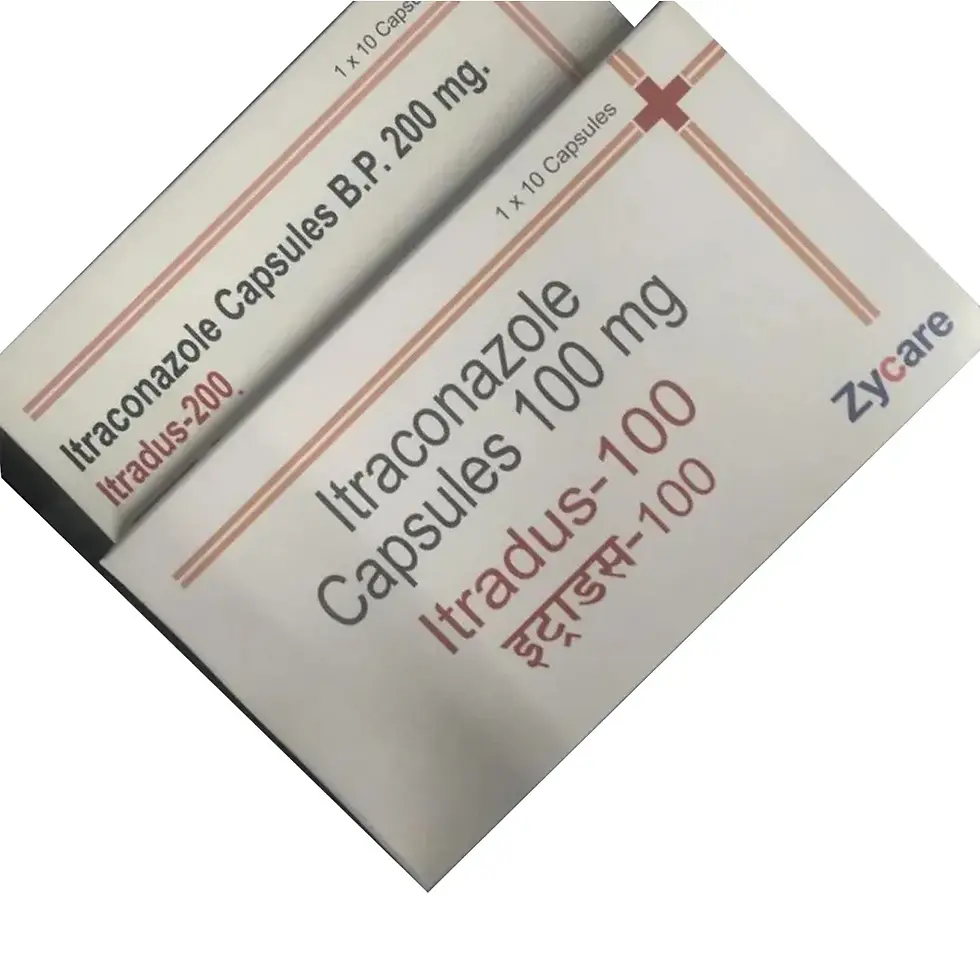 1 x 10 Capsu
Itraconazole Capsules B.P. 200 mg.
Itradus-200.
1 x 10 Capsules
Itraconazole
Capsules 100 mg
Itradus-100
इट्राडस-100
Zycare